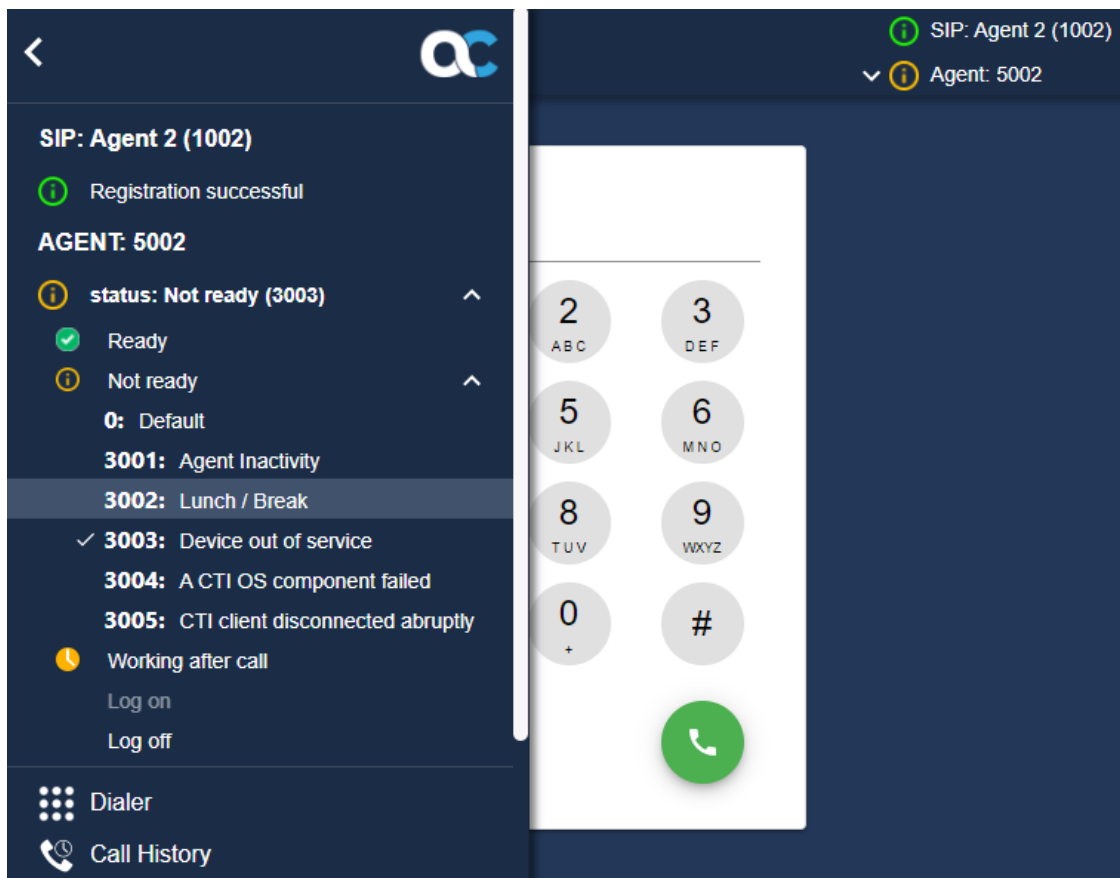 SIP: Agent 2 (1002)
Agent: 5002
SIP: Agent 2 (1002)
Registration successful
AGENT: 5002
status: Not ready (3003)
Ready
Not ready
0: Default
3001: Agent Inactivity
3002: Lunch / Break
3003: Device out of service
3004: A CTI OS component failed
3005: CTI client disconnected abruptly
Working after call
Log on
Log off
Dialer
Call History
2 3
ABC DEF
5 6
JKL MNO
8 9
TUV WXYZ
0 #
+